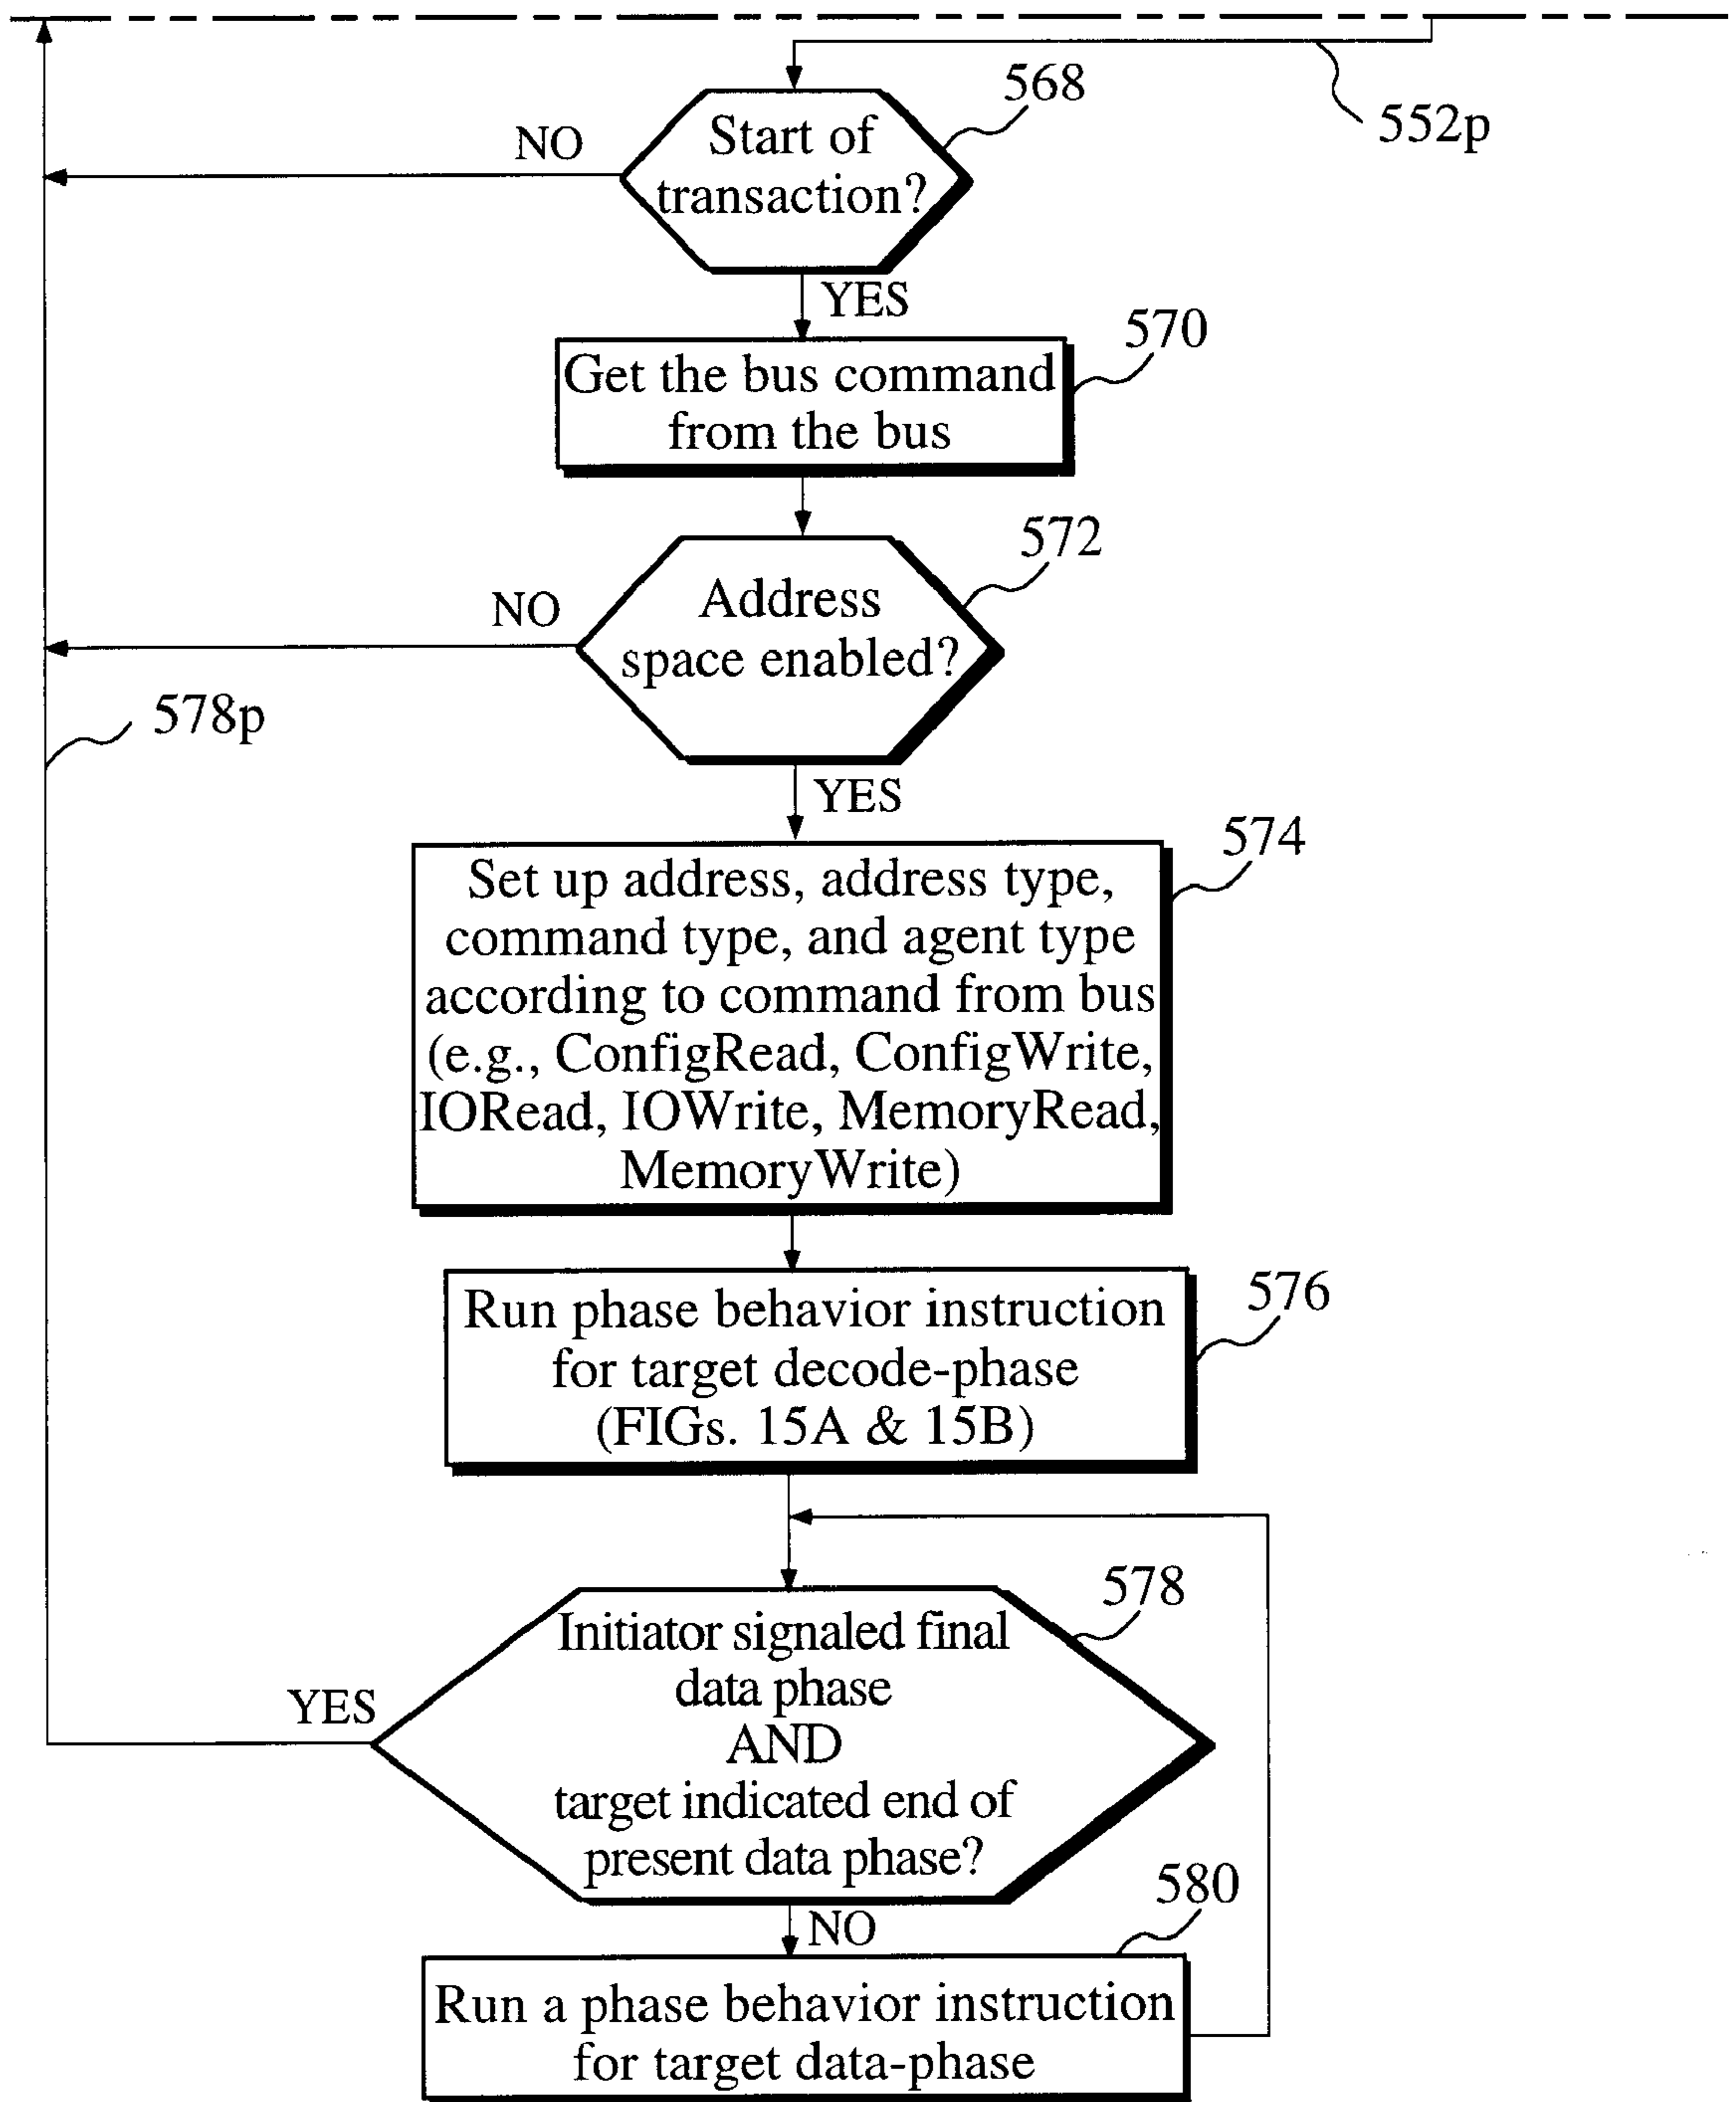 568
552p
NO
Start of
transaction?
YES
570
Get the bus command
from the bus
572
NO
Address
space enabled?
578p
YES
574
Set up address, address type,
command type, and agent type
according to command from bus
(e.g., ConfigRead, ConfigWrite,
IORead, IOWrite, MemoryRead,
MemoryWrite)
576
Run phase behavior instruction
for target decode-phase
(FIGs. 15A & 15B)
578
Initiator signaled final
data phase
YES
AND
target indicated end of
present data phase?
580
NO
Run a phase behavior instruction
for target data-phase